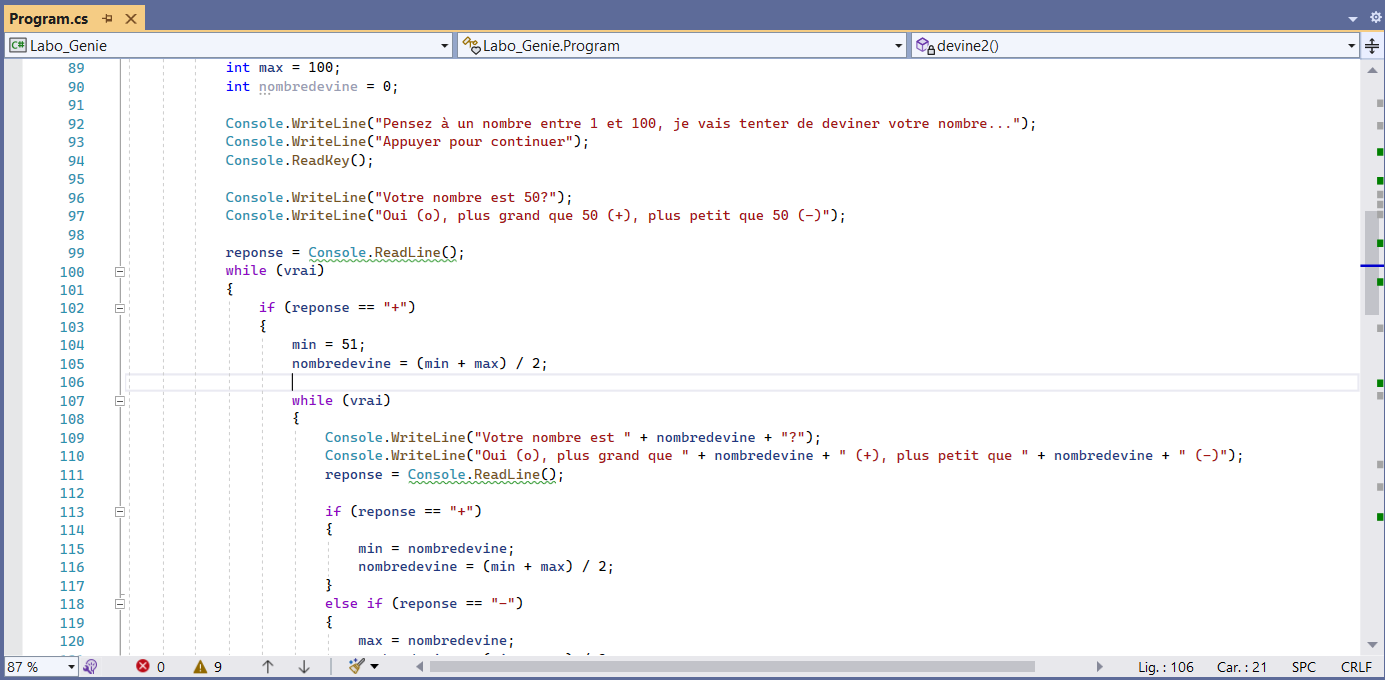 Program.cs
C# Labo_Genie
Labo_Genie.Program
devine2()
89 int max = 100;
90 int nombredevine = 0;
91
92 Console.WriteLine("Pensez à un nombre entre 1 et 100, je vais tenter de deviner votre nombre...");
93 Console.WriteLine("Appuyer pour continuer");
94 Console.ReadKey();
95
96 Console.WriteLine("Votre nombre est 50?");
97 Console.WriteLine("Oui (o), plus grand que 50 (+), plus petit que 50 (-)");
98
99 reponse = Console.ReadLine();
100 while (vrai)
101 {
102 if (reponse == "+")
103 {
104 min = 51;
105 nombredevine = (min + max) / 2;
106
107 while (vrai)
108 {
109 Console.WriteLine("Votre nombre est " + nombredevine + "?");
110 Console.WriteLine("Oui (o), plus grand que " + nombredevine + " (+), plus petit que " + nombredevine + " (-)");
111 reponse = Console.ReadLine();
112
113 if (reponse == "+")
114 {
115 min = nombredevine;
116 nombredevine = (min + max) / 2;
117 }
118 else if (reponse == "-")
119 {
120 max = nombredevine;
87 % 0 9 Lig. : 106 Car. : 21 SPC CRLF